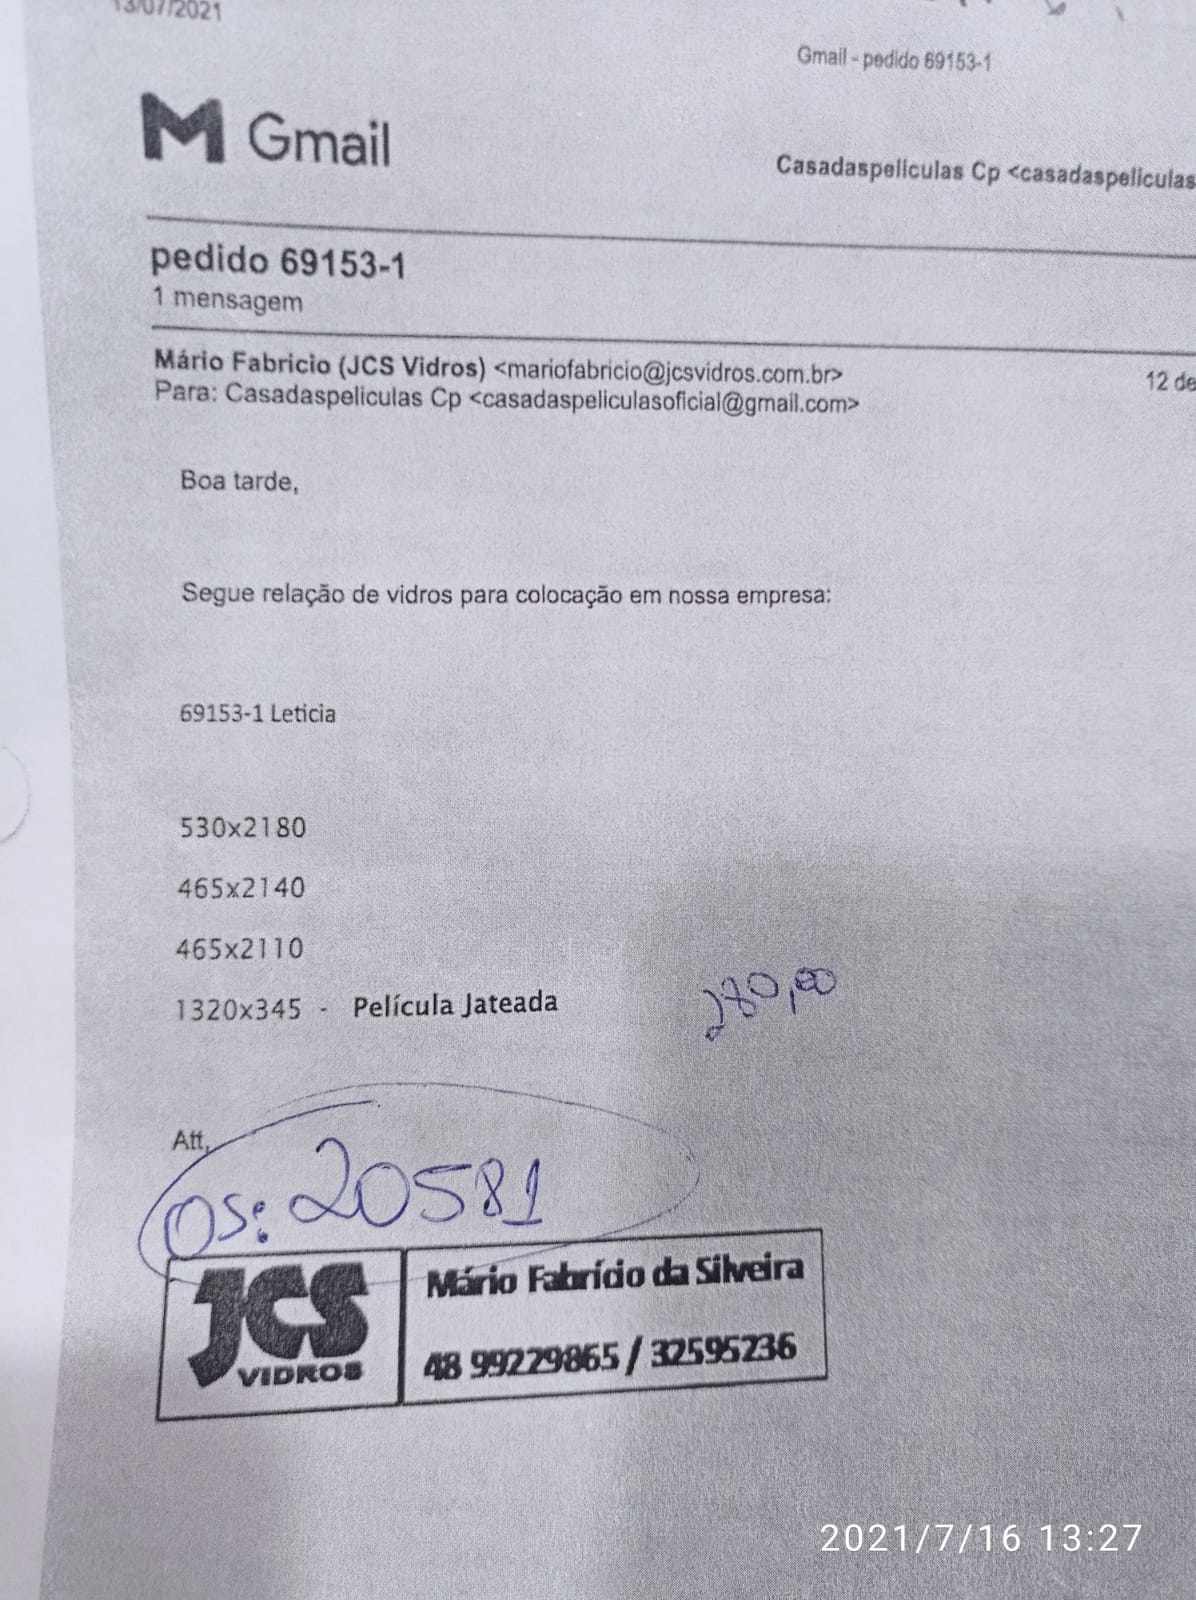 13/07/2021
Gmail - pedido 69153-1
M Gmail
Casadaspeliculas Cp <casadaspeliculas
pedido 69153-1
1 mensagem
Mário Fabricio (JCS Vidros) <mariofabricio@jcsvidros.com.br>
12 de
Para: Casadaspeliculas Cp <casadaspeliculasoficial@gmail.com>
Boa tarde,
Segue relação de vidros para colocação em nossa empresa:
69153-1 Leticia
530x2180
465x2140
465x2110
1320x345 - Película Jateada
280,00
Att,
OS: 20581
JCS
VIDROS
Mário Fabrício da Silveira
48 99229865 / 32595236
2021/7/16 13:27